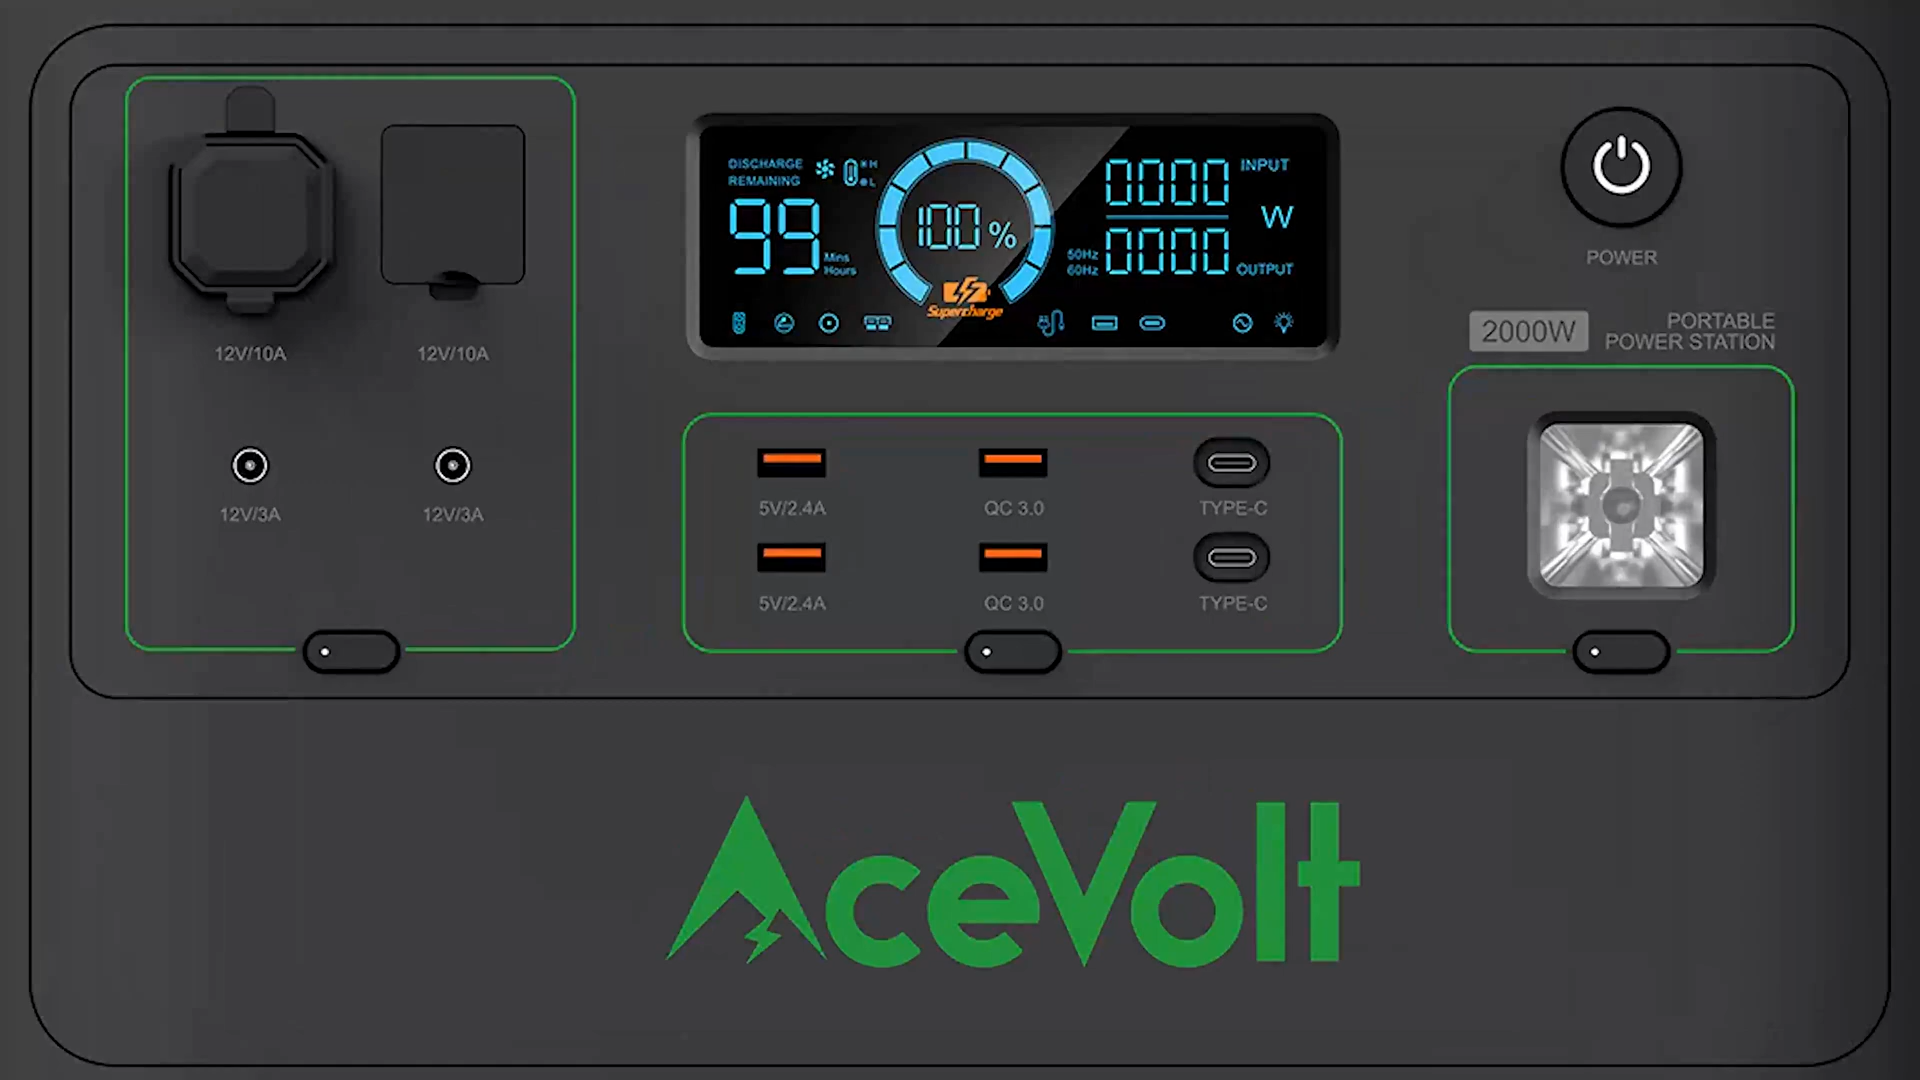 DISCHARGE
REMAINING
H
L
99
Mins
Hours
100%
Supercharge
0000
INPUT
W
50Hz
60Hz
0000
OUTPUT
POWER
2000W
PORTABLE
POWER STATION
12V/10A
12V/10A
12V/3A
12V/3A
5V/2.4A
QC 3.0
TYPE-C
5V/2.4A
QC 3.0
TYPE-C
AceVolt